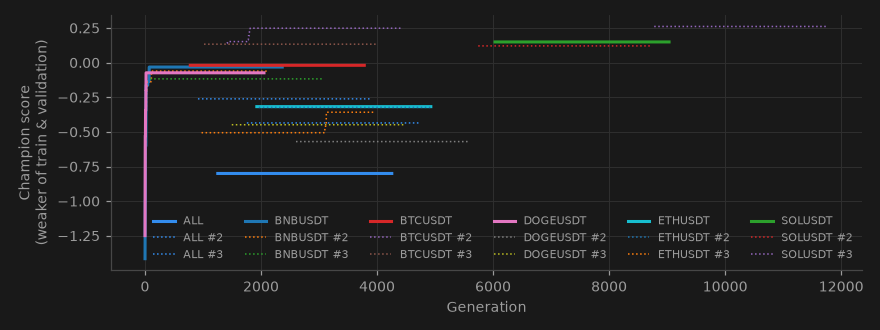 Champion score
(weaker of train & validation)
0.25
0.00
−0.25
−0.50
−0.75
−1.00
−1.25
ALL BNBUSDT BTCUSDT DOGEUSDT ETHUSDT SOLUSDT
ALL #2 BNBUSDT #2 BTCUSDT #2 DOGEUSDT #2 ETHUSDT #2 SOLUSDT #2
ALL #3 BNBUSDT #3 BTCUSDT #3 DOGEUSDT #3 ETHUSDT #3 SOLUSDT #3
0 2000 4000 6000 8000 10000 12000
Generation